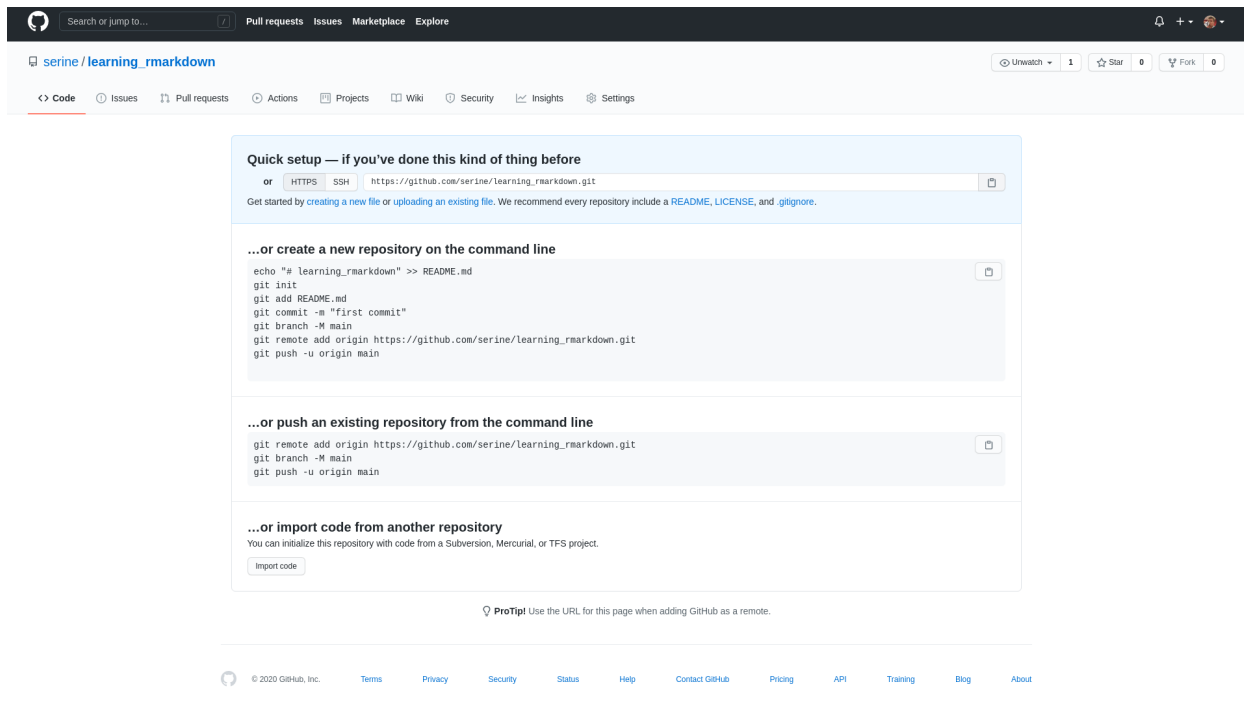 Search or jump to… / Pull requests Issues Marketplace Explore
serine / learning_rmarkdown Unwatch 1 Star 0 Fork 0
Code Issues Pull requests Actions Projects Wiki Security Insights Settings
Quick setup — if you've done this kind of thing before
or HTTPS SSH https://github.com/serine/learning_rmarkdown.git
Get started by creating a new file or uploading an existing file. We recommend every repository include a README, LICENSE, and .gitignore.
…or create a new repository on the command line
echo "# learning_rmarkdown" >> README.md
git init
git add README.md
git commit -m "first commit"
git branch -M main
git remote add origin https://github.com/serine/learning_rmarkdown.git
git push -u origin main
…or push an existing repository from the command line
git remote add origin https://github.com/serine/learning_rmarkdown.git
git branch -M main
git push -u origin main
…or import code from another repository
You can initialize this repository with code from a Subversion, Mercurial, or TFS project.
Import code
ProTip! Use the URL for this page when adding GitHub as a remote.
© 2020 GitHub, Inc. Terms Privacy Security Status Help Contact GitHub Pricing API Training Blog About